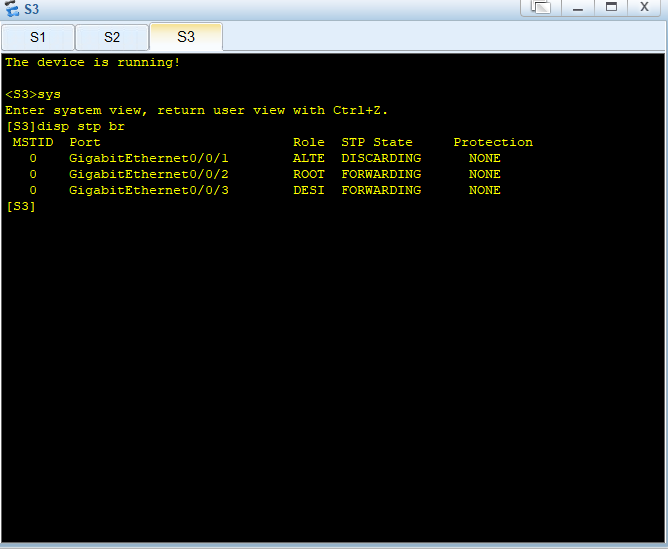 S3
S1 S2 S3
The device is running!
<S3>sys
Enter system view, return user view with Ctrl+Z.
[S3]disp stp br
MSTID Port Role STP State Protection
0 GigabitEthernet0/0/1 ALTE DISCARDING NONE
0 GigabitEthernet0/0/2 ROOT FORWARDING NONE
0 GigabitEthernet0/0/3 DESI FORWARDING NONE
[S3]